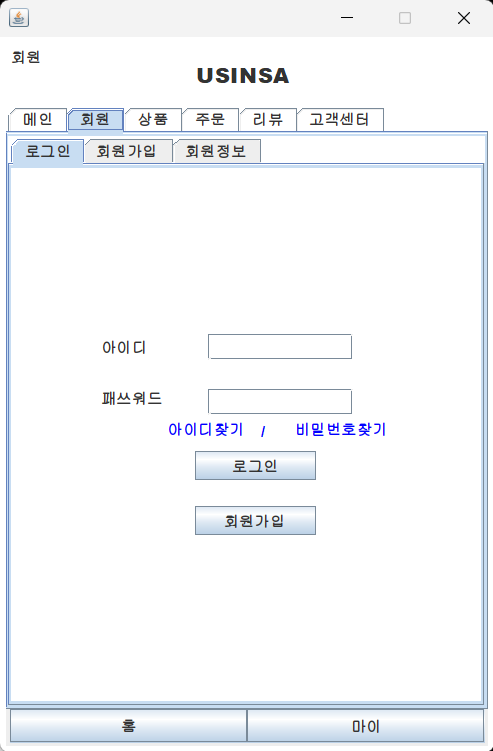 회원
USINSA
메인 회원 상품 주문 리뷰 고객센터
로그인 회원가입 회원정보
아이디
패쓰워드
아이디찾기 / 비밀번호찾기
로그인
회원가입
홈 마이